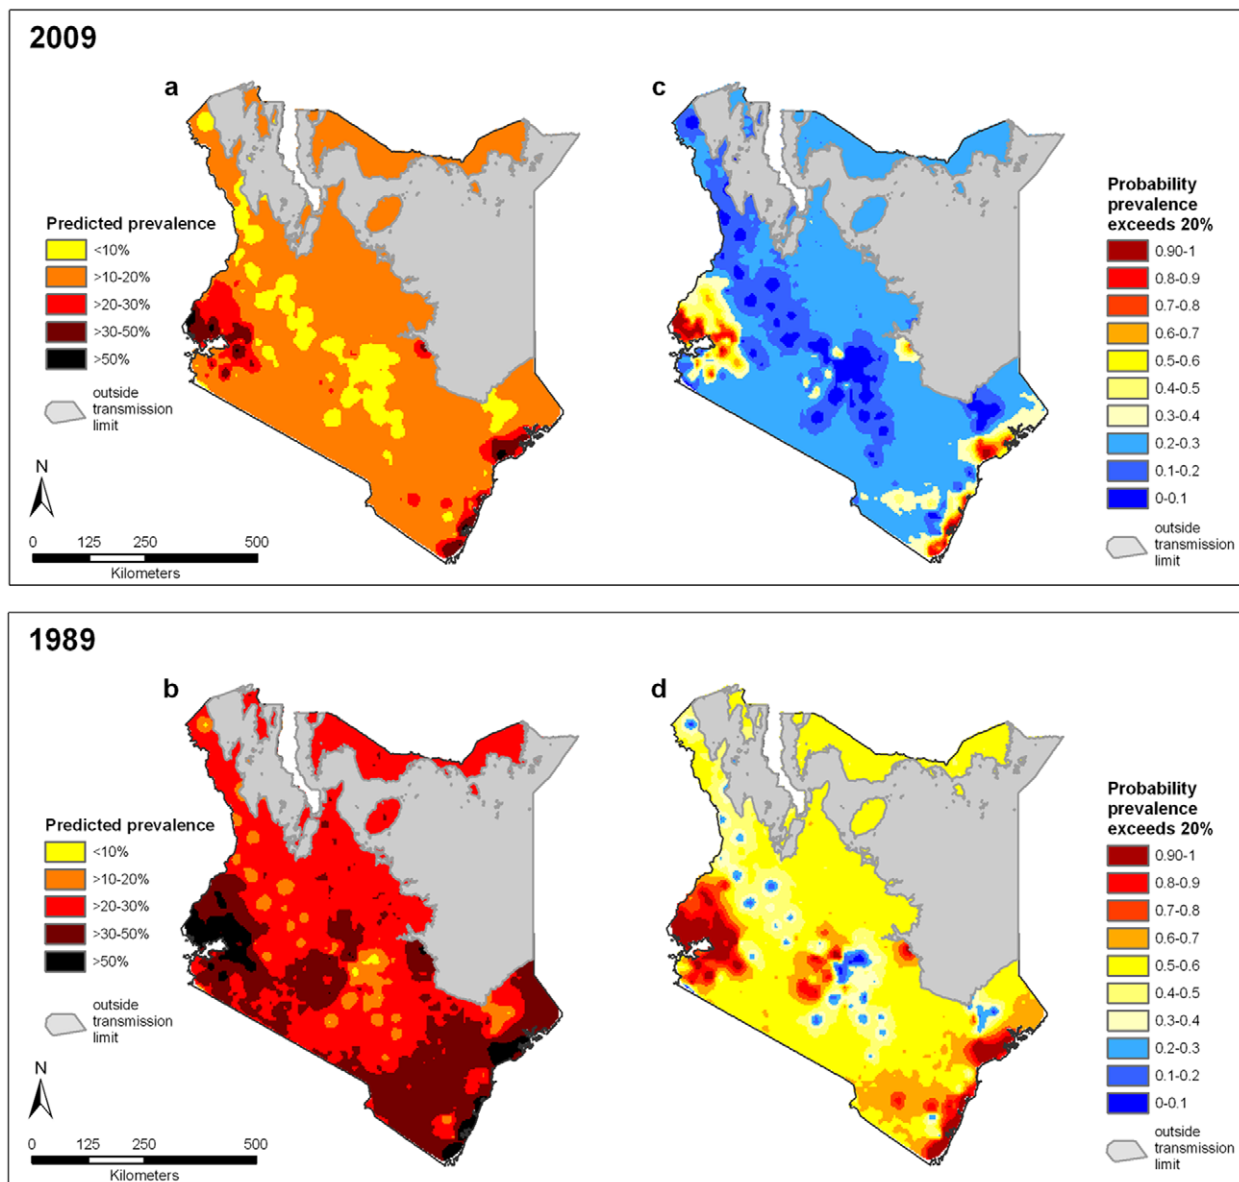 2009
a
c
Predicted prevalence
<10%
>10-20%
>20-30%
>30-50%
>50%
outside
transmission
limit
N
0 125 250 500
Kilometers
Probability
prevalence
exceeds 20%
0.90-1
0.8-0.9
0.7-0.8
0.6-0.7
0.5-0.6
0.4-0.5
0.3-0.4
0.2-0.3
0.1-0.2
0-0.1
outside
transmission
limit
1989
b
d
Predicted prevalence
<10%
>10-20%
>20-30%
>30-50%
>50%
outside
transmission
limit
N
0 125 250 500
Kilometers
Probability
prevalence
exceeds 20%
0.90-1
0.8-0.9
0.7-0.8
0.6-0.7
0.5-0.6
0.4-0.5
0.3-0.4
0.2-0.3
0.1-0.2
0-0.1
outside
transmission
limit